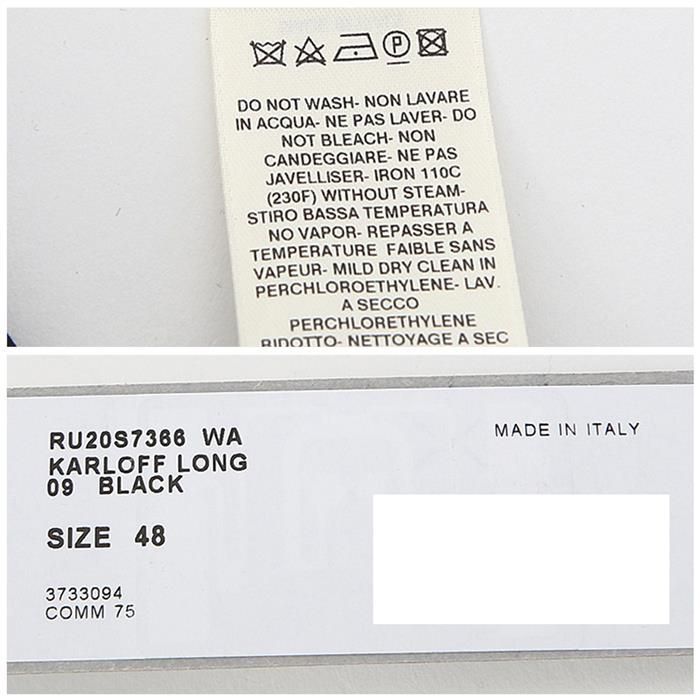 P
DO NOT WASH- NON LAVARE
IN ACQUA- NE PAS LAVER- DO
NOT BLEACH- NON
CANDEGGIARE- NE PAS
JAVELLISER- IRON 110C
(230F) WITHOUT STEAM-
STIRO BASSA TEMPERATURA
NO VAPOR- REPASSER A
TEMPERATURE FAIBLE SANS
VAPEUR- MILD DRY CLEAN IN
PERCHLOROETHYLENE- LAV.
A SECCO
PERCHLORETHYLENE
RIDOTTO- NETTOYAGE A SEC
RU20S7366 WA
KARLOFF LONG
09 BLACK
SIZE 48
3733094
COMM 75
MADE IN ITALY